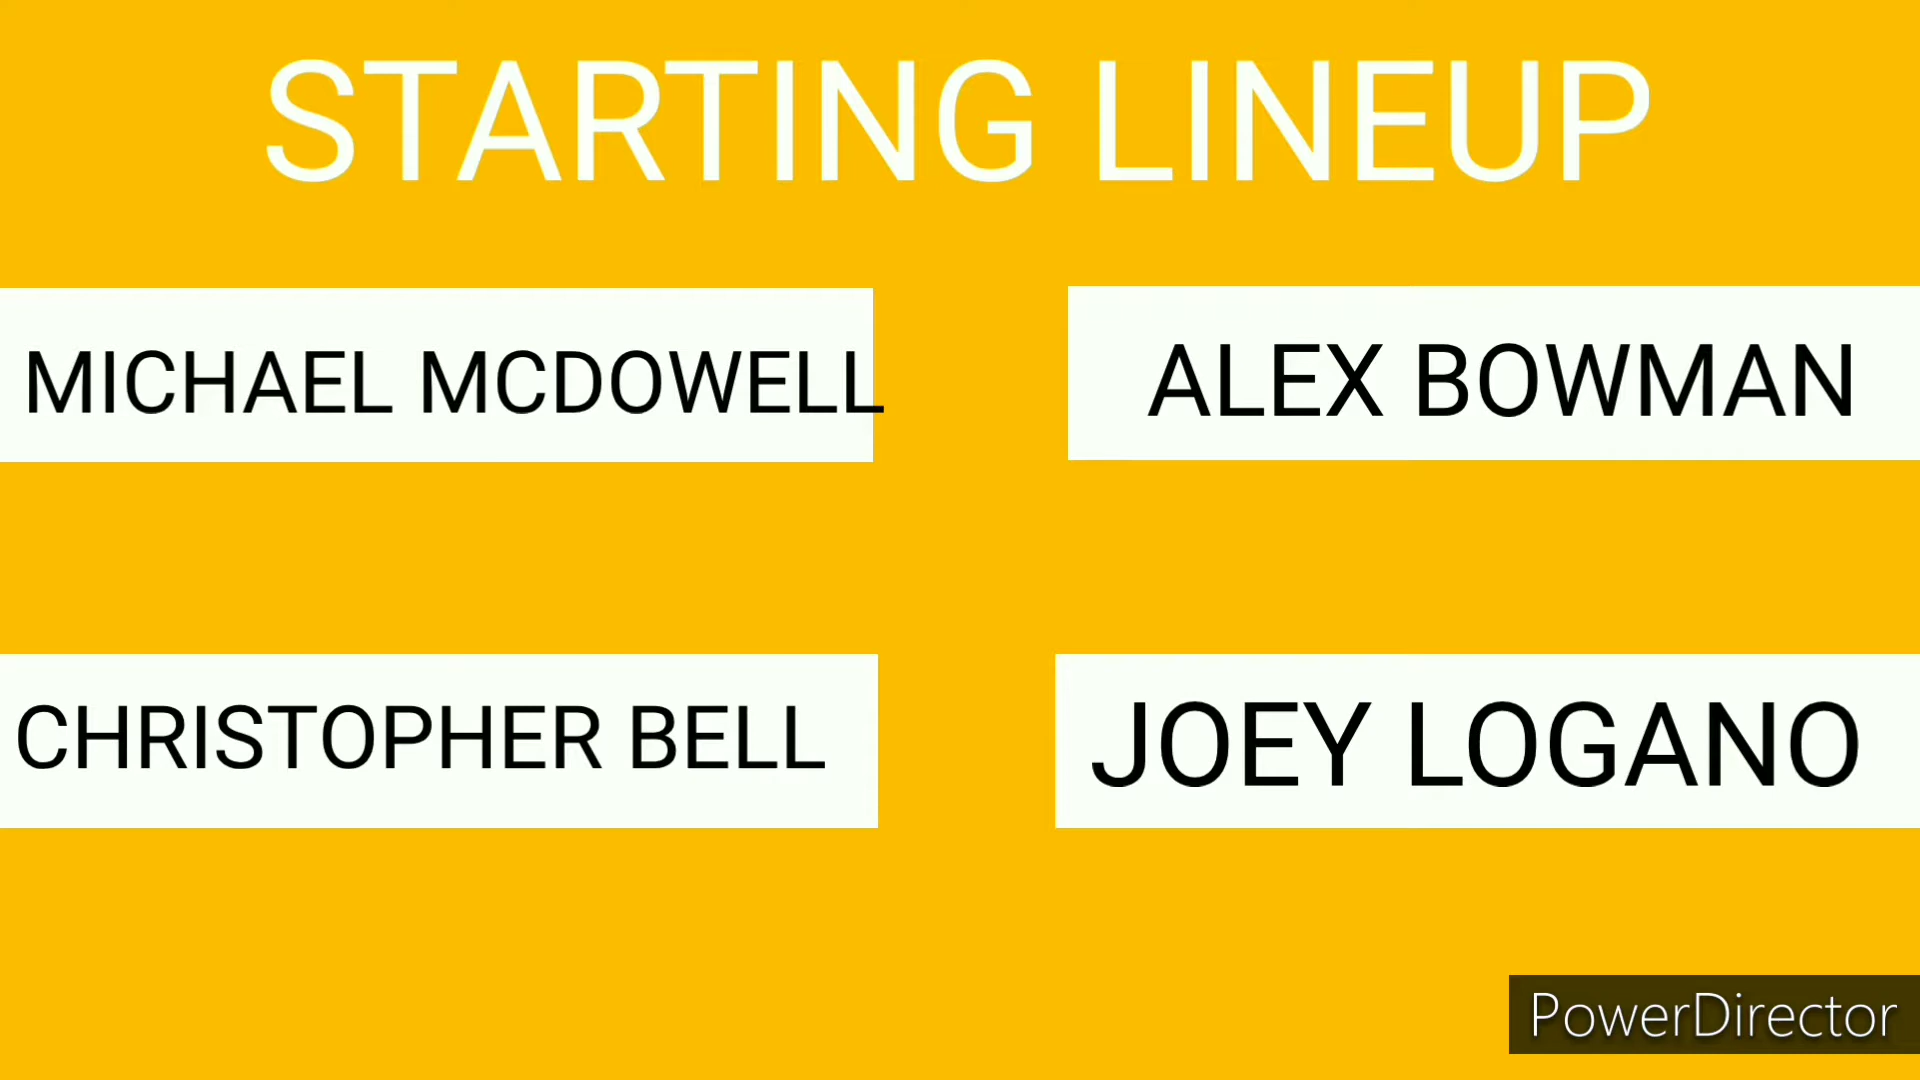 STARTING LINEUP
MICHAEL MCDOWELL
ALEX BOWMAN
CHRISTOPHER BELL
JOEY LOGANO
PowerDirector